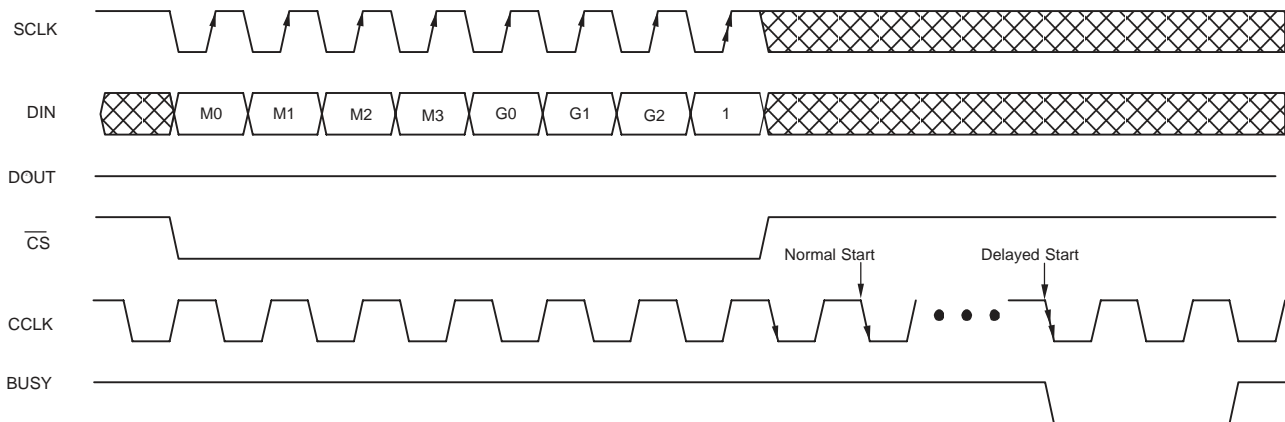 SCLK
DIN
M0 M1 M2 M3 G0 G1 G2 1
DOUT
CS
Normal Start Delayed Start
CCLK
BUSY